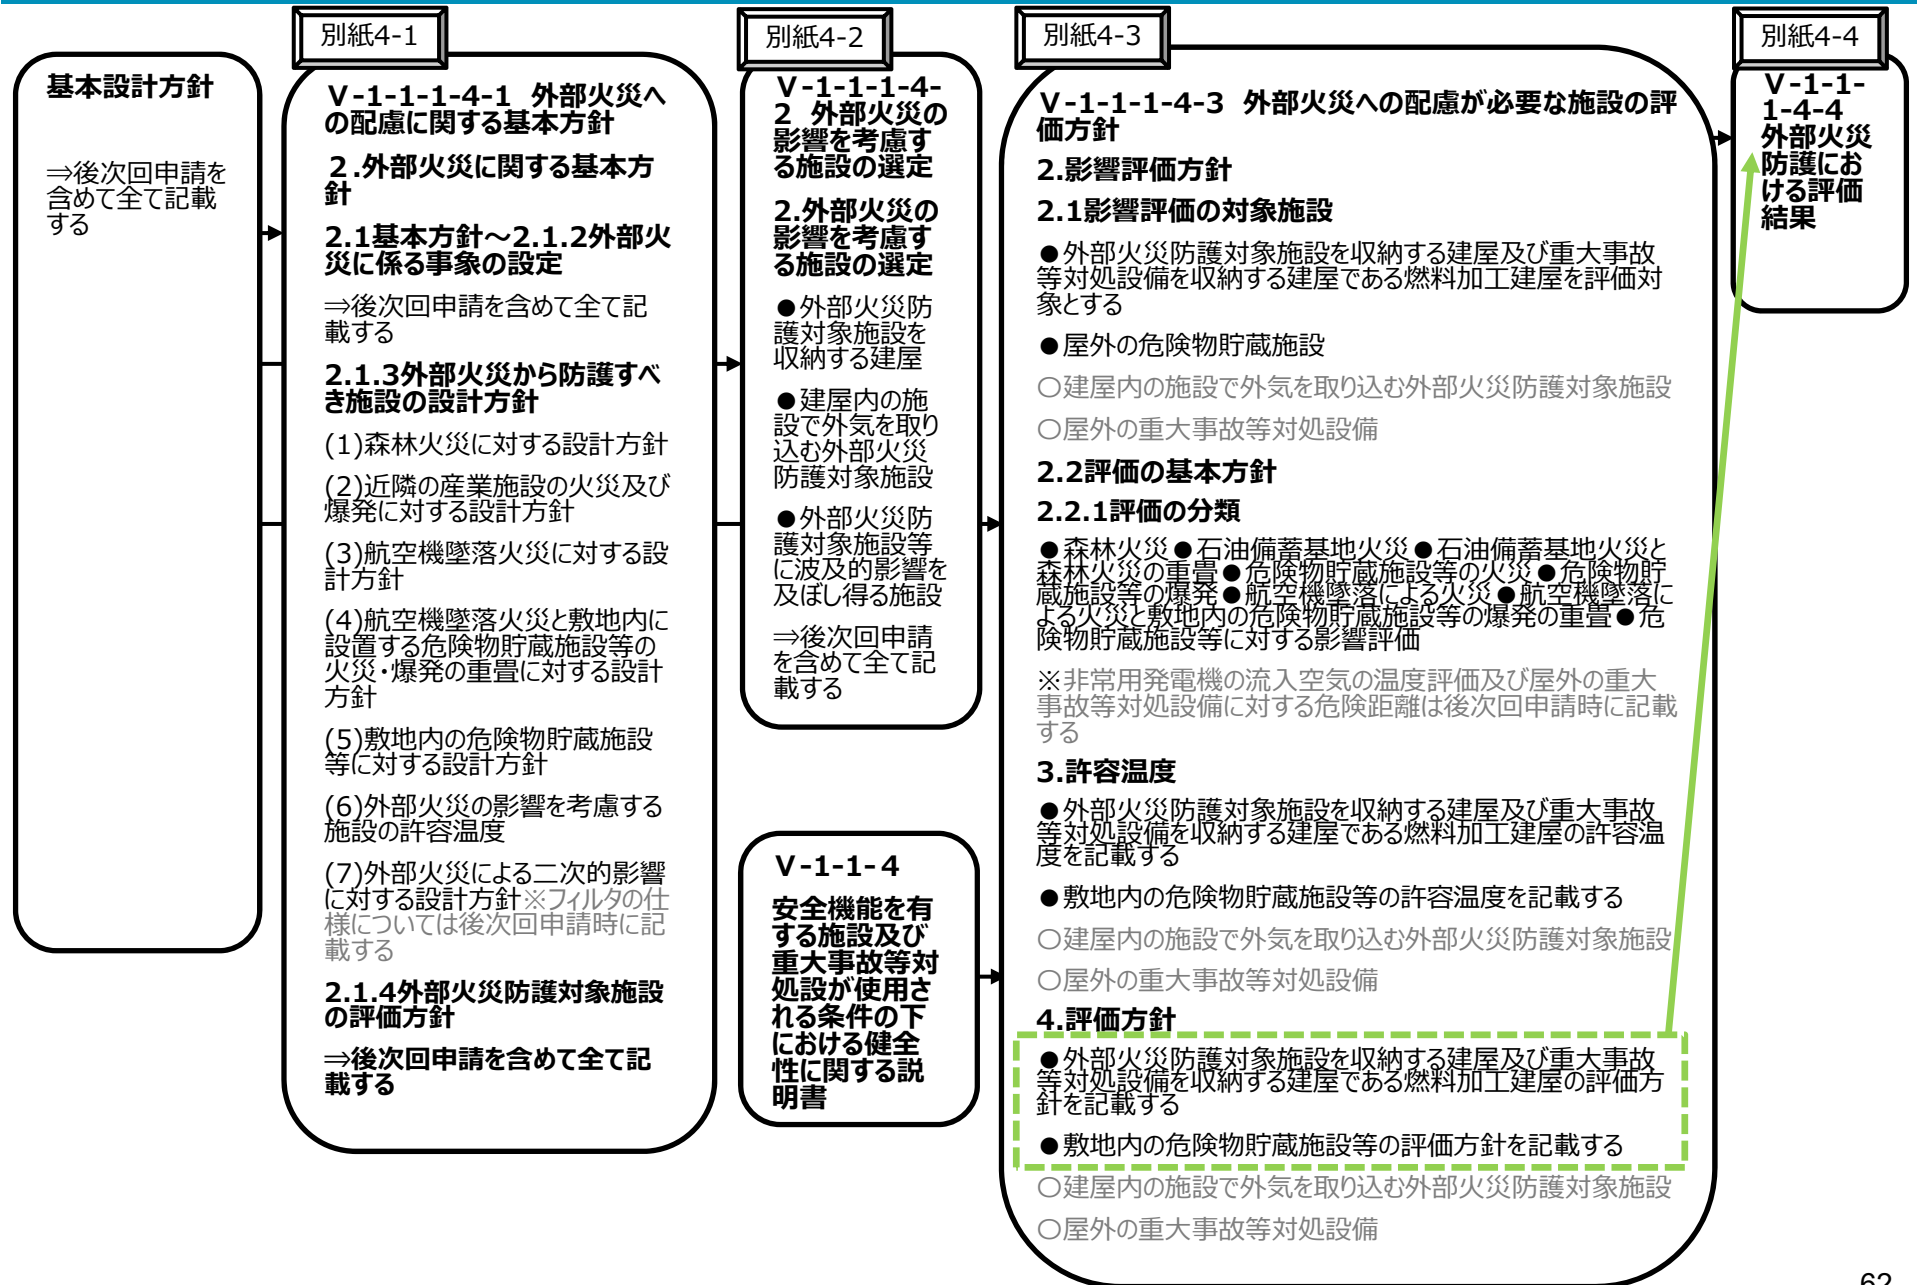 別紙4-1
別紙4-2
別紙4-3
別紙4-4
基本設計方針
⇒後次回申請を
含めて全て記載
する
Ⅴ-1-1-1-4-1 外部火災へ
の配慮に関する基本方針
２.外部火災に関する基本方
針
2.1基本方針～2.1.2外部火
災に係る事象の設定
⇒後次回申請を含めて全て記
載する
2.1.3外部火災から防護すべ
き施設の設計方針
(1)森林火災に対する設計方針
(2)近隣の産業施設の火災及び
爆発に対する設計方針
(3)航空機墜落火災に対する設
計方針
(4)航空機墜落火災と敷地内に
設置する危険物貯蔵施設等の
火災・爆発の重畳に対する設計
方針
(5)敷地内の危険物貯蔵施設
等に対する設計方針
(6)外部火災の影響を考慮する
施設の許容温度
(7)外部火災による二次的影響
に対する設計方針※フィルタの仕
様については後次回申請時に記
載する
2.1.4外部火災防護対象施設
の評価方針
⇒後次回申請を含めて全て記
載する
Ⅴ-1-1-1-4-
2 外部火災の
影響を考慮す
る施設の選定
2.外部火災の
影響を考慮す
る施設の選定
●外部火災防
護対象施設を
収納する建屋
●建屋内の施
設で外気を取り
込む外部火災
防護対象施設
●外部火災防
護対象施設等
に波及的影響を
及ぼし得る施設
⇒後次回申請
を含めて全て記
載する
Ⅴ-1-1-４
安全機能を有
する施設及び
重大事故等対
処設が使用さ
れる条件の下
における健全
性に関する説
明書
Ⅴ-1-1-1-4-3 外部火災への配慮が必要な施設の評
価方針
2.影響評価方針
2.1影響評価の対象施設
●外部火災防護対象施設を収納する建屋及び重大事故
等対処設備を収納する建屋である燃料加工建屋を評価対
象とする
●屋外の危険物貯蔵施設
〇建屋内の施設で外気を取り込む外部火災防護対象施設
〇屋外の重大事故等対処設備
2.2評価の基本方針
2.2.1評価の分類
●森林火災●石油備蓄基地火災●石油備蓄基地火災と
森林火災の重畳●危険物貯蔵施設等の火災●危険物貯
蔵施設等の爆発●航空機墜落による火災●航空機墜落に
よる火災と敷地内の危険物貯蔵施設等の爆発の重畳●危
険物貯蔵施設等に対する影響評価
※非常用発電機の流入空気の温度評価及び屋外の重大
事故等対処設備に対する危険距離は後次回申請時に記載
する
3.許容温度
●外部火災防護対象施設を収納する建屋及び重大事故
等対処設備を収納する建屋である燃料加工建屋の許容温
度を記載する
●敷地内の危険物貯蔵施設等の許容温度を記載する
〇建屋内の施設で外気を取り込む外部火災防護対象施設
〇屋外の重大事故等対処設備
4.評価方針
●外部火災防護対象施設を収納する建屋及び重大事故
等対処設備を収納する建屋である燃料加工建屋の評価方
針を記載する
●敷地内の危険物貯蔵施設等の評価方針を記載する
〇建屋内の施設で外気を取り込む外部火災防護対象施設
〇屋外の重大事故等対処設備
Ⅴ-1-1-
1-4-4
外部火災
防護にお
ける評価
結果
62